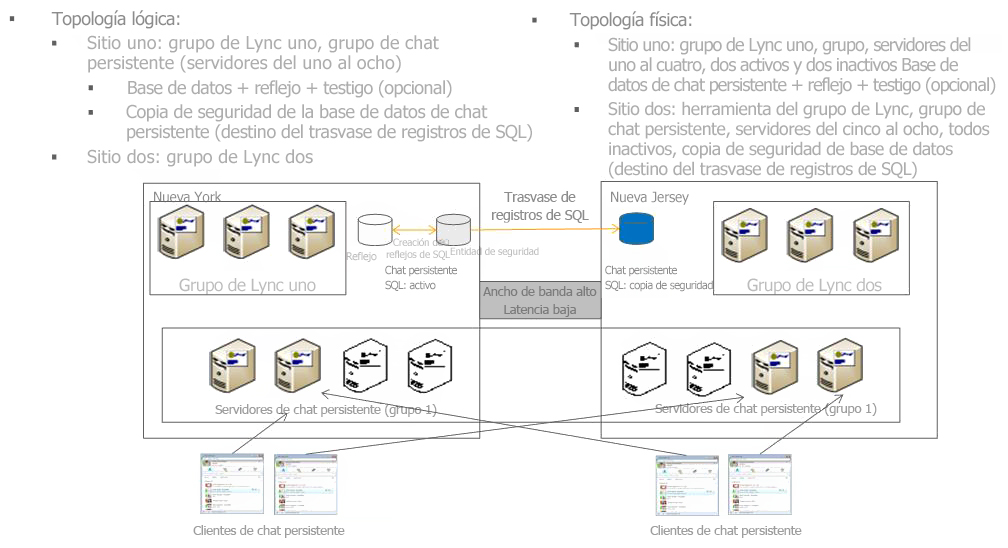 ▪ Topología lógica:
▪ Sitio uno: grupo de Lync uno, grupo de chat
persistente (servidores del uno al ocho)
▪ Base de datos + reflejo + testigo (opcional)
▪ Copia de seguridad de la base de datos de chat
persistente (destino del trasvase de registros de SQL)
▪ Sitio dos: grupo de Lync dos
▪ Topología física:
▪ Sitio uno: grupo de Lync uno, grupo, servidores del
uno al cuatro, dos activos y dos inactivos Base de
datos de chat persistente + reflejo + testigo (opcional)
▪ Sitio dos: herramienta del grupo de Lync, grupo de
chat persistente, servidores del cinco al ocho, todos
inactivos, copia de seguridad de base de datos
(destino del trasvase de registros de SQL)
Nueva York
Trasvase de
registros de SQL
Nueva Jersey
Creación de
reflejos de SQL
Entidad de seguridad
Reflejo
Chat persistente
SQL: activo
Chat persistente
SQL: copia de seguridad
Grupo de Lync uno
Grupo de Lync dos
Ancho de banda alto
Latencia baja
Servidores de chat persistente (grupo 1)
Servidores de chat persistente (grupo 1)
Clientes de chat persistente
Clientes de chat persistente